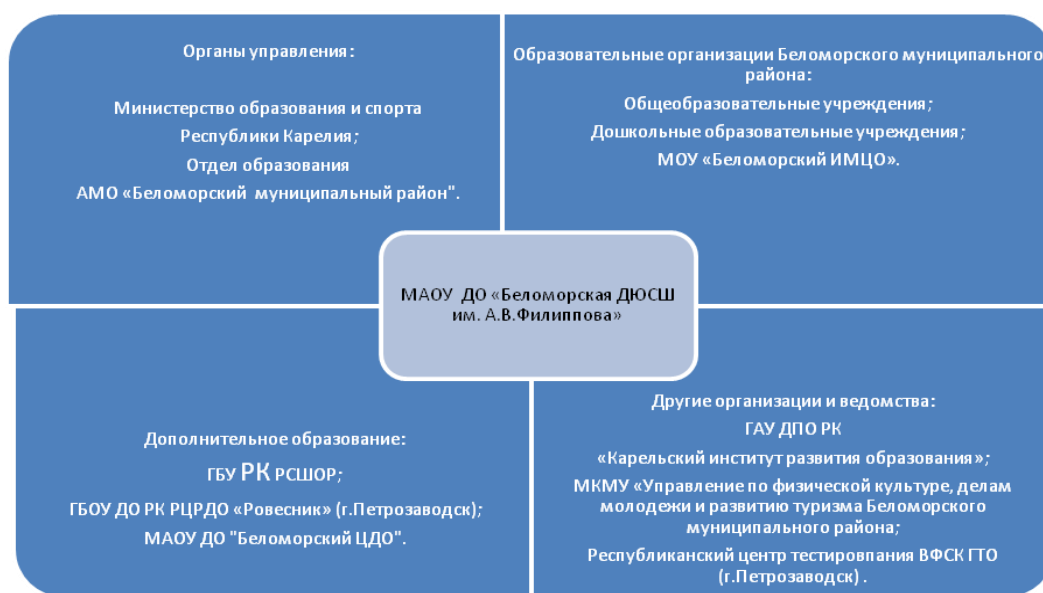 Органы управления:
Министерство образования и спорта
Республики Карелия;
Отдел образования
АМО «Беломорский муниципальный район".
Образовательные организации Беломорского муниципального
района:
Общеобразовательные учреждения;
Дошкольные образовательные учреждения;
МОУ «Беломорский ИМЦО».
МАОУ ДО «Беломорская ДЮСШ
им. А.В.Филиппова»
Дополнительное образование:
ГБУ РК РСШОР;
ГБОУ ДО РК РЦРДО «Ровесник» (г.Петрозаводск);
МАОУ ДО "Беломорский ЦДО".
Другие организации и ведомства:
ГАУ ДПО РК
«Карельский институт развития образования»;
МКМУ «Управление по физической культуре, делам
молодежи и развитию туризма Беломорского
муниципального района;
Республиканский центр тестировпания ВФСК ГТО
(г.Петрозаводск) .